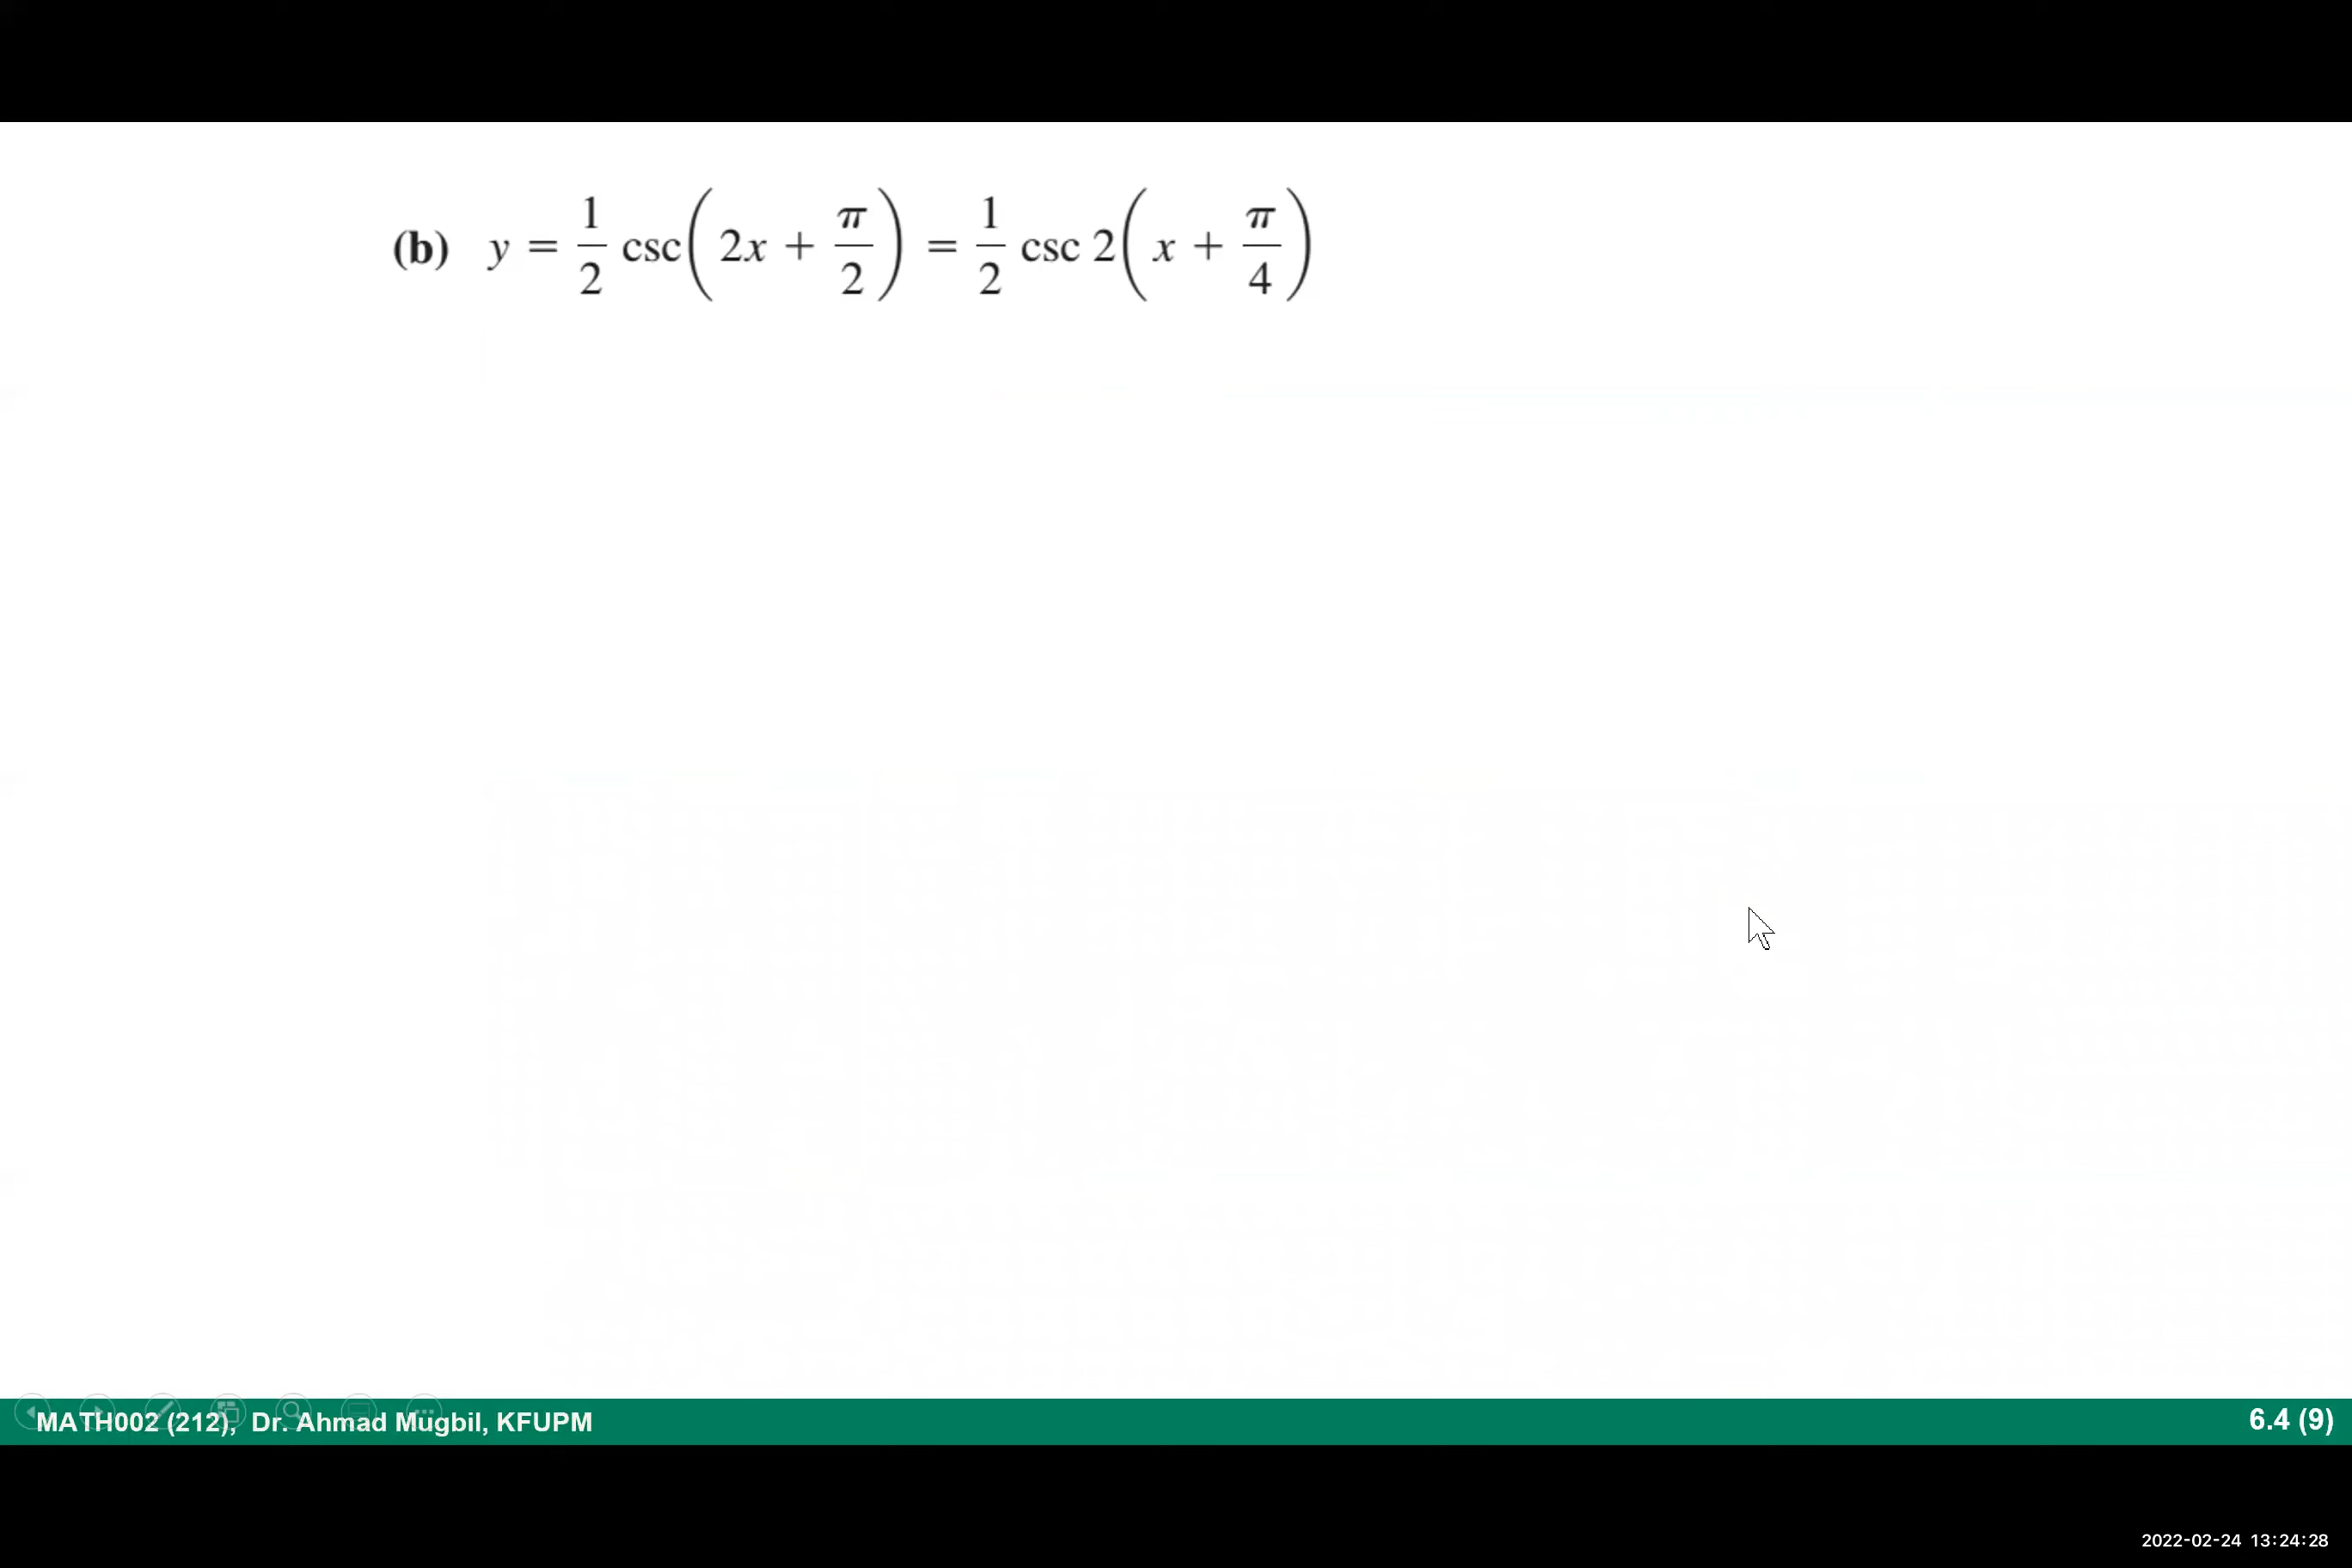 (b) y = 1/2 csc(2x + π/2) = 1/2 csc 2(x + π/4)
MATH002 (212), Dr. Ahmad Mugbil, KFUPM 6.4 (9)
2022-02-24 13:24:28